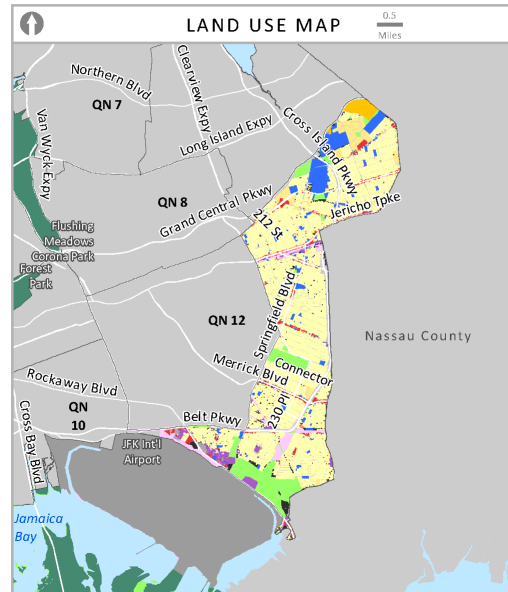 LAND USE MAP
0.5
Miles
Northern Blvd
Clearview Expy
QN 7
Van Wyck Expy
Long Island Expy
Cross Island Pkwy
QN 8
Grand Central Pkwy
212 St
Jericho Tpke
Flushing
Meadows
Corona Park
Forest
Park
QN 12
Springfield Blvd
Nassau County
Merrick Blvd
Connector
Rockaway Blvd
QN
10
Belt Pkwy
230 Pl
Cross Bay Blvd
JFK Int'l
Airport
Jamaica
Bay